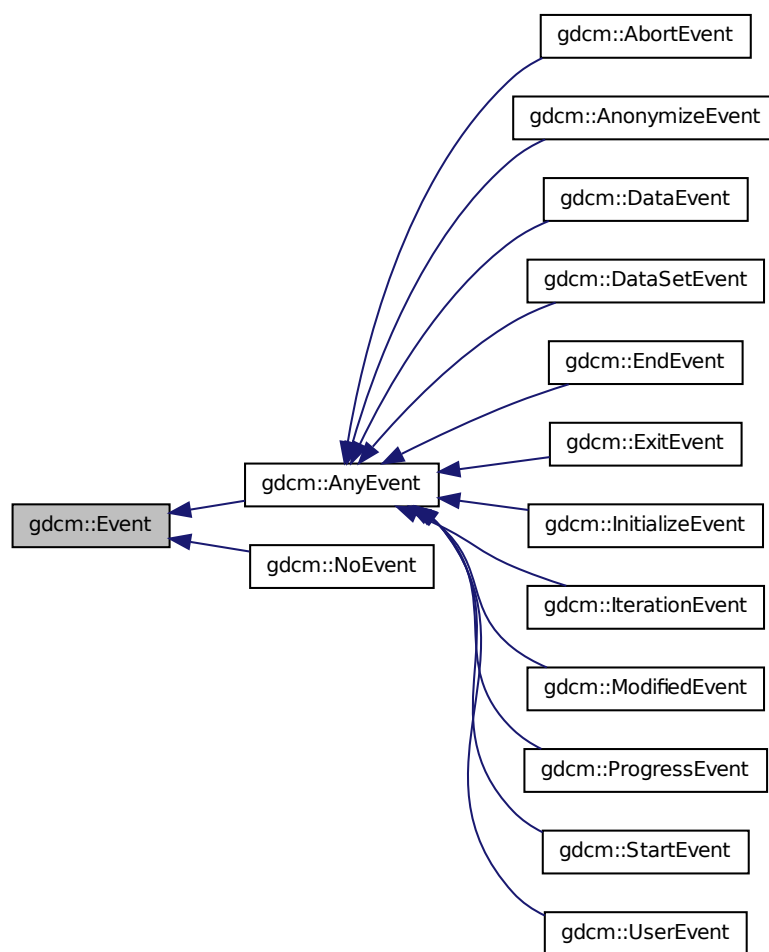 gdcm::AbortEvent
gdcm::AnonymizeEvent
gdcm::DataEvent
gdcm::DataSetEvent
gdcm::EndEvent
gdcm::ExitEvent
gdcm::AnyEvent
gdcm::Event
gdcm::InitializeEvent
gdcm::NoEvent
gdcm::IterationEvent
gdcm::ModifiedEvent
gdcm::ProgressEvent
gdcm::StartEvent
gdcm::UserEvent